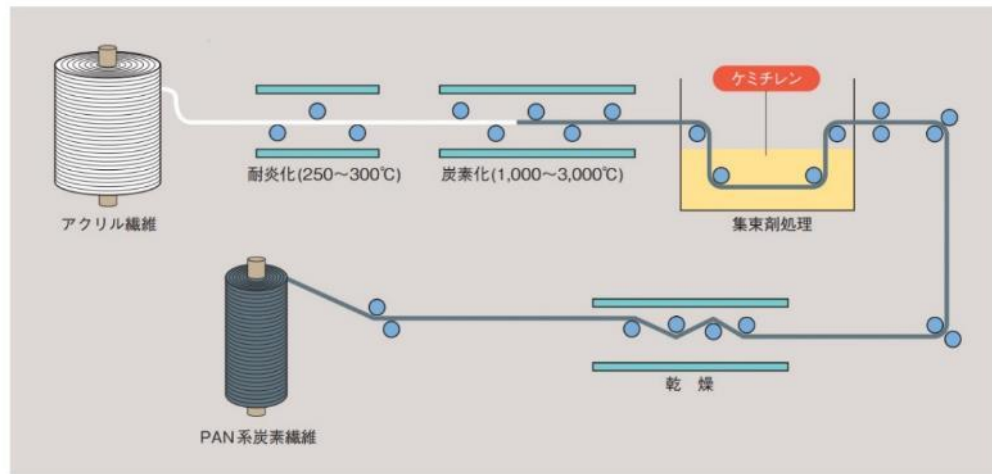 ケミチレン
耐炎化(250～300℃)
炭素化(1,000～3,000℃)
アクリル繊維
集束剤処理
乾 燥
PAN系炭素繊維